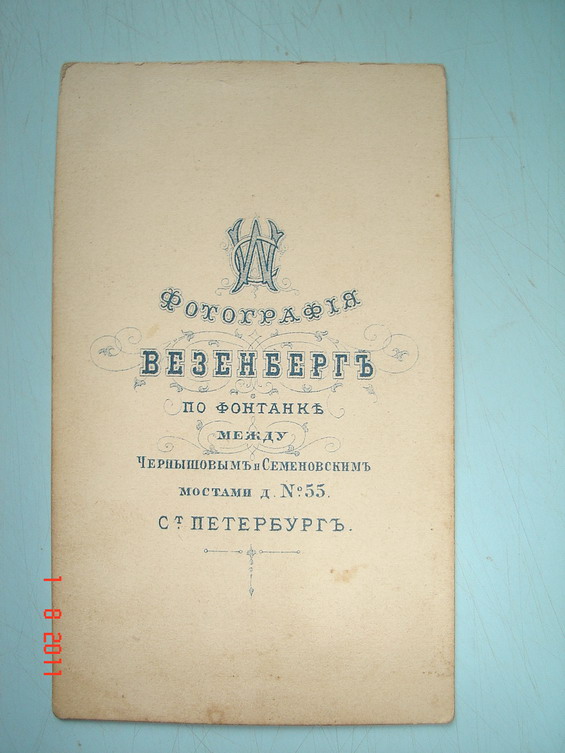 ФОТОГРАФІЯ
ВЕЗЕНБЕРГЪ
ПО ФОНТАНКѢ
МЕЖДУ
ЧЕРНЫШОВЫМЪ и СЕМЕНОВСКИМЪ
МОСТАМИ Д. № 55.
СТ ПЕТЕРБУРГЪ.
1 8 2011